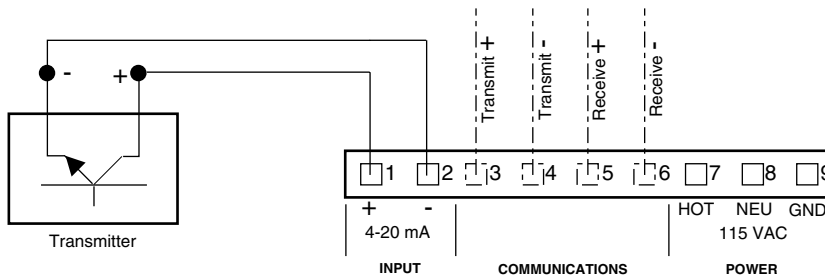 Transmit +
Transmit -
Receive +
Receive -
- +
1 2 3 4 5 6 7 8 9
+ - HOT NEU GND
Transmitter 4-20 mA 115 VAC
INPUT COMMUNICATIONS POWER